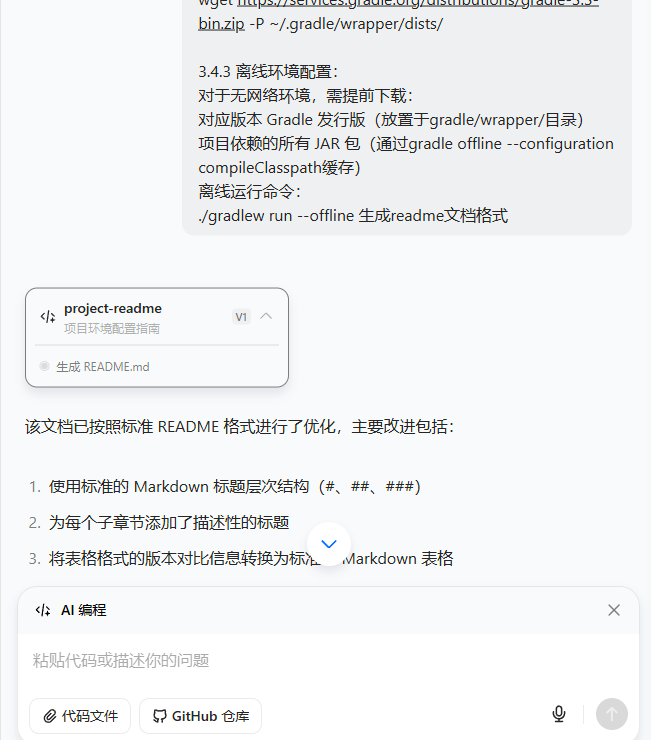 wget https://services.gradle.org/distributions/gradle-5.5-
bin.zip -P ~/.gradle/wrapper/dists/
3.4.3 离线环境配置：
对于无网络环境，需提前下载：
对应版本 Gradle 发行版（放置于gradle/wrapper/目录）
项目依赖的所有 JAR 包（通过gradle offline --configuration
compileClasspath缓存）
离线运行命令：
./gradlew run --offline 生成readme文档格式
project-readme
V1
项目环境配置指南
生成 README.md
该文档已按照标准 README 格式进行了优化，主要改进包括：
1. 使用标准的 Markdown 标题层次结构（#、##、###）
2. 为每个子章节添加了描述性的标题
3. 将表格格式的版本对比信息转换为标准 Markdown 表格
AI 编程
粘贴代码或描述你的问题
代码文件
GitHub 仓库